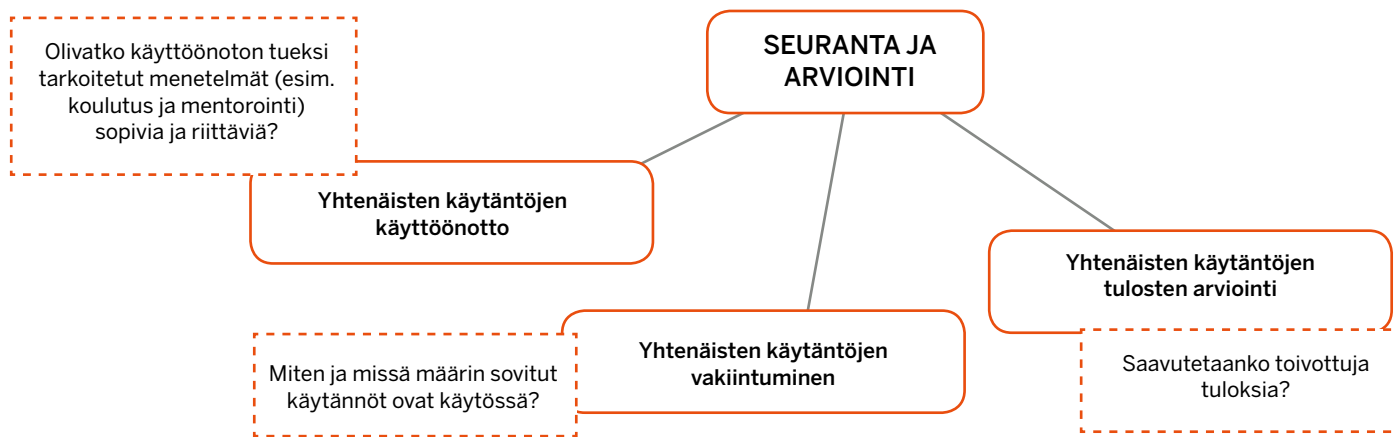 SEURANTA JA
ARVIOINTI
Olivatko käyttöönoton tueksi
tarkoitetut menetelmät (esim.
koulutus ja mentorointi)
sopivia ja riittäviä?
Yhtenäisten käytäntöjen
käyttöönotto
Yhtenäisten käytäntöjen
vakiintuminen
Miten ja missä määrin sovitut
käytännöt ovat käytössä?
Yhtenäisten käytäntöjen
tulosten arviointi
Saavutetaanko toivottuja
tuloksia?